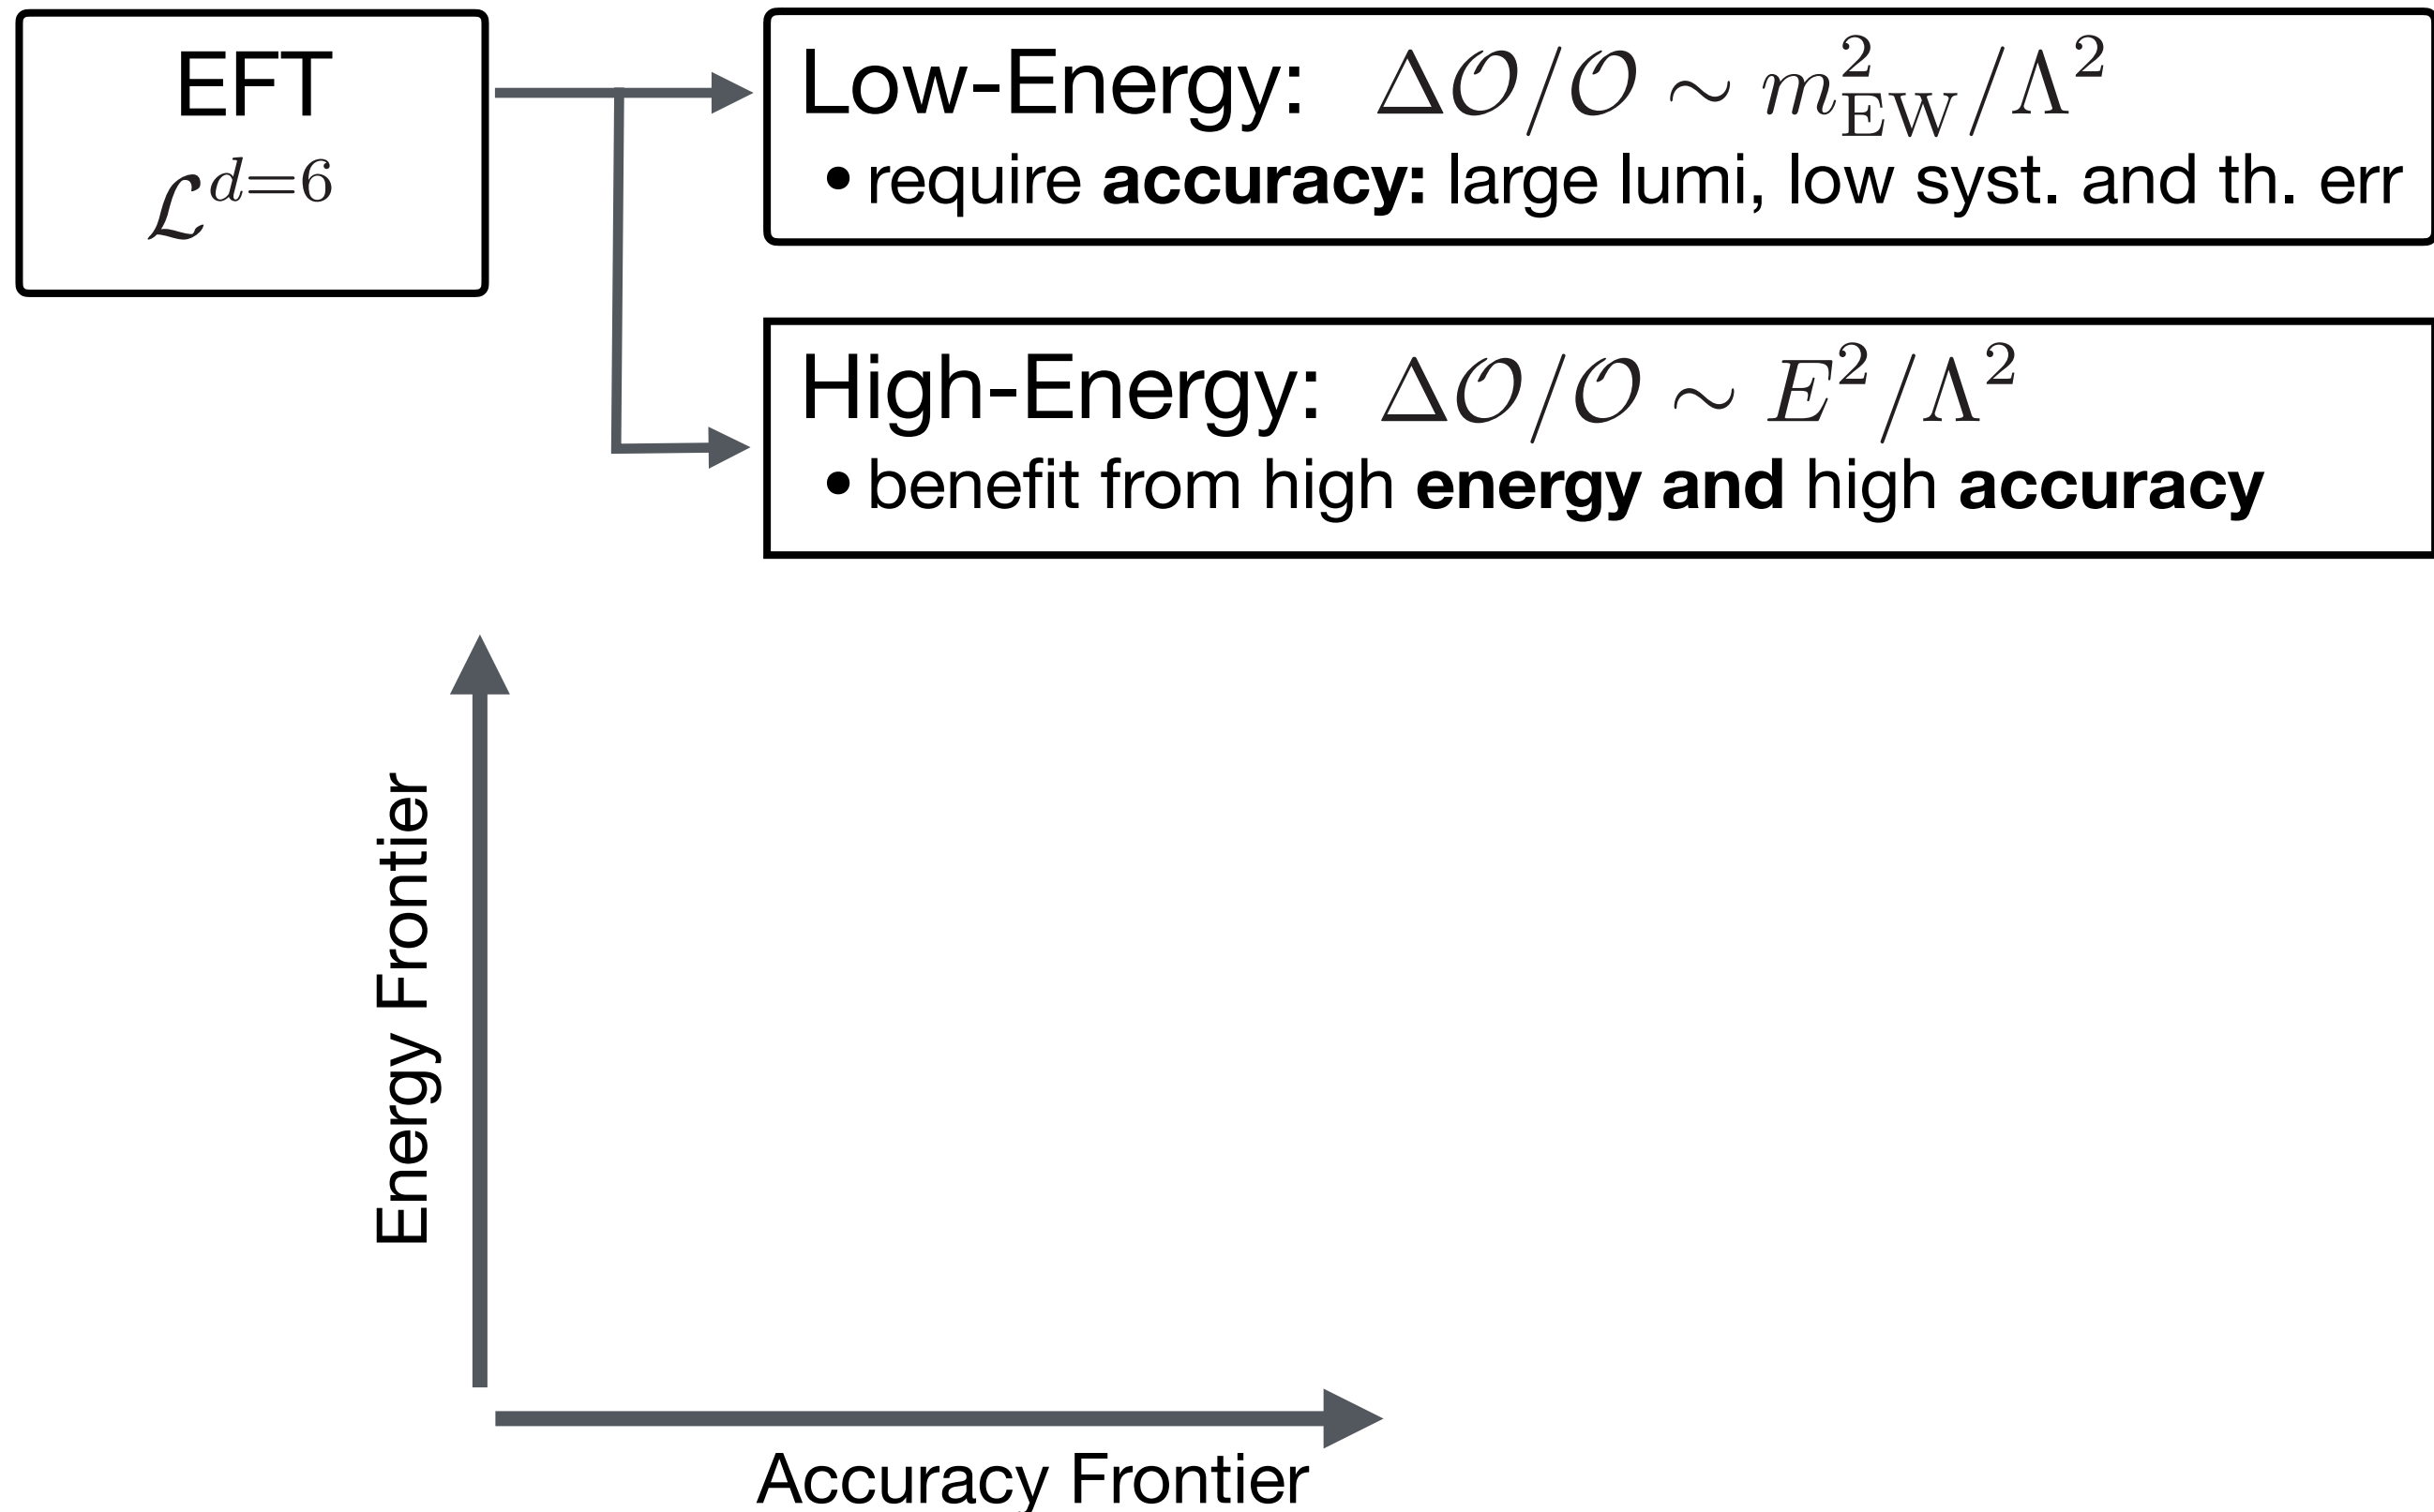 EFT
ℒ^{d=6}
Low-Energy: Δ𝒪/𝒪 ∼ m²_EW/Λ²
• require accuracy: large lumi, low syst. and th. err
High-Energy: Δ𝒪/𝒪 ∼ E²/Λ²
• benefit from high energy and high accuracy
Energy Frontier
Accuracy Frontier